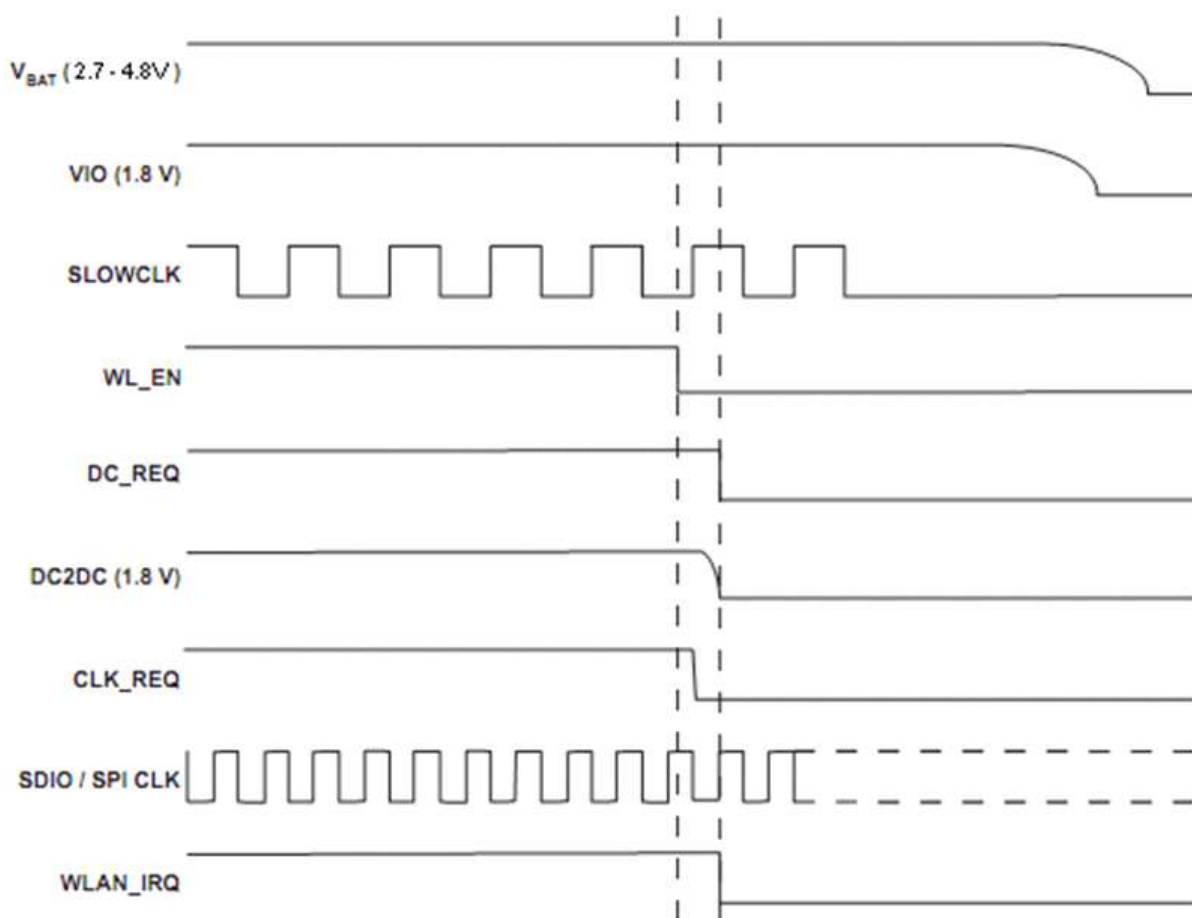 VBAT (2.7 - 4.8V)
VIO (1.8 V)
SLOWCLK
WL_EN
DC_REQ
DC2DC (1.8 V)
CLK_REQ
SDIO / SPI CLK
WLAN_IRQ